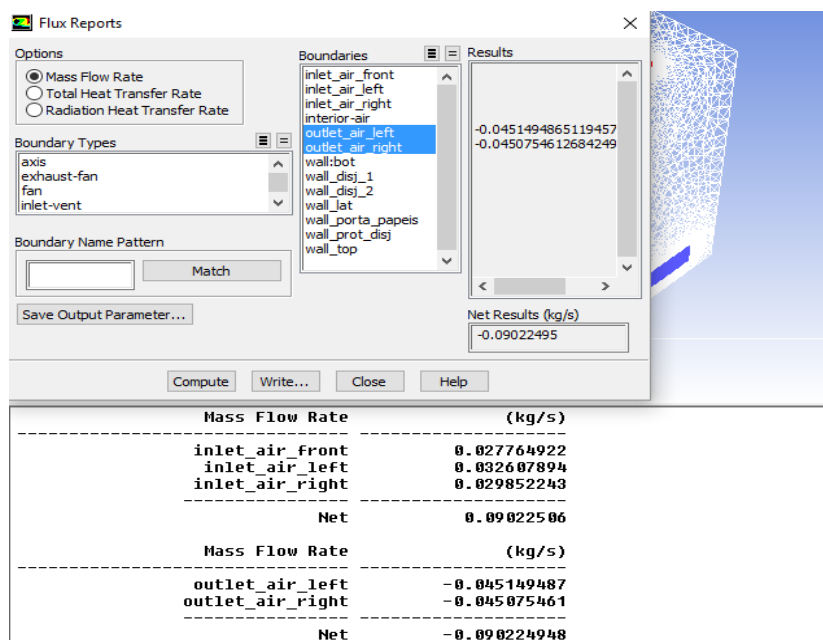 Flux Reports
Options
Mass Flow Rate
Total Heat Transfer Rate
Radiation Heat Transfer Rate
Boundary Types
axis
exhaust-fan
fan
inlet-vent
Boundary Name Pattern
Match
Save Output Parameter...
Boundaries
inlet_air_front
inlet_air_left
inlet_air_right
interior-air
outlet_air_left
outlet_air_right
wall:bot
wall_disj_1
wall_disj_2
wall_lat
wall_porta_papeis
wall_prot_disj
wall_top
Results
-0.0451494865119457
-0.0450754612684249
Net Results (kg/s)
-0.09022495
Compute Write... Close Help
Mass Flow Rate (kg/s)
-------------------------------- --------------------
inlet_air_front 0.027764922
inlet_air_left 0.032607894
inlet_air_right 0.029852243
---------------- --------------------
Net 0.09022506
Mass Flow Rate (kg/s)
-------------------------------- --------------------
outlet_air_left -0.045149487
outlet_air_right -0.045075461
---------------- --------------------
Net -0.090224948